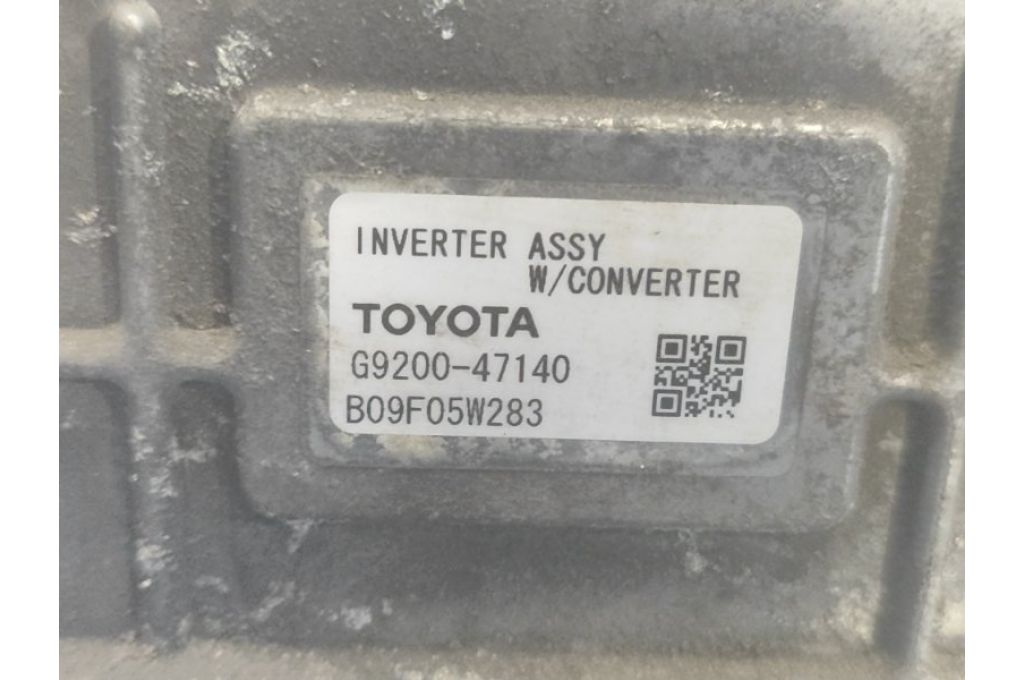 INVERTER ASSY
W/CONVERTER
TOYOTA
G9200-47140
B09F05W283